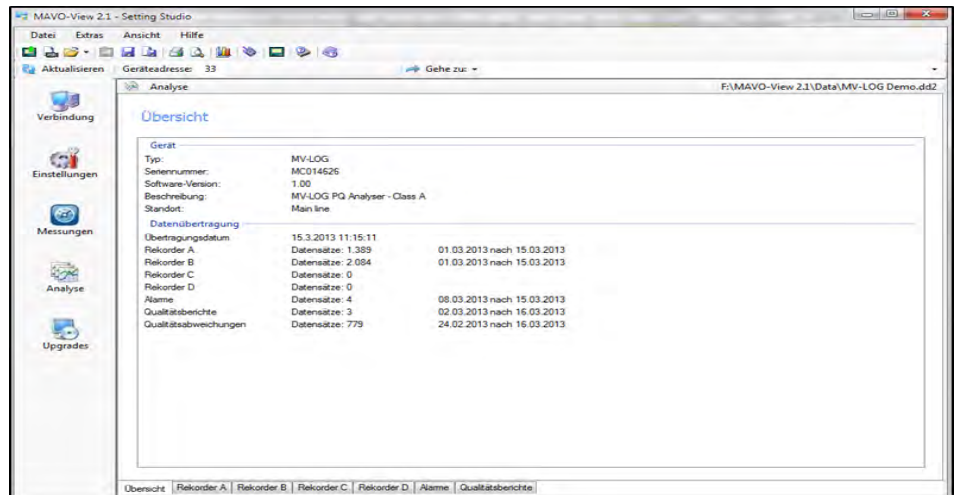 MAVO-View 2.1 - Setting Studio
Datei Extras Ansicht Hilfe
Aktualisieren Geräteadresse: 33 Gehe zu:
Analyse F:\MAVO-View 2.1\Data\MV-LOG Demo.dd2
Verbindung
Einstellungen
Messungen
Analyse
Upgrades
Übersicht
Gerät
Typ: MV-LOG
Seriennummer: MC014626
Software-Version: 1.00
Beschreibung: MV-LOG PQ Analyser - Class A
Standort: Main line
Datenübertragung
Übertragungsdatum 15.3.2013 11:15:11
Rekorder A Datensätze: 1.389 01.03.2013 nach 15.03.2013
Rekorder B Datensätze: 2.084 01.03.2013 nach 15.03.2013
Rekorder C Datensätze: 0
Rekorder D Datensätze: 0
Alarme Datensätze: 4 08.03.2013 nach 15.03.2013
Qualitätsberichte Datensätze: 3 02.03.2013 nach 16.03.2013
Qualitätsabweichungen Datensätze: 779 24.02.2013 nach 16.03.2013
Übersicht Rekorder A Rekorder B Rekorder C Rekorder D Alarme Qualitätsberichte